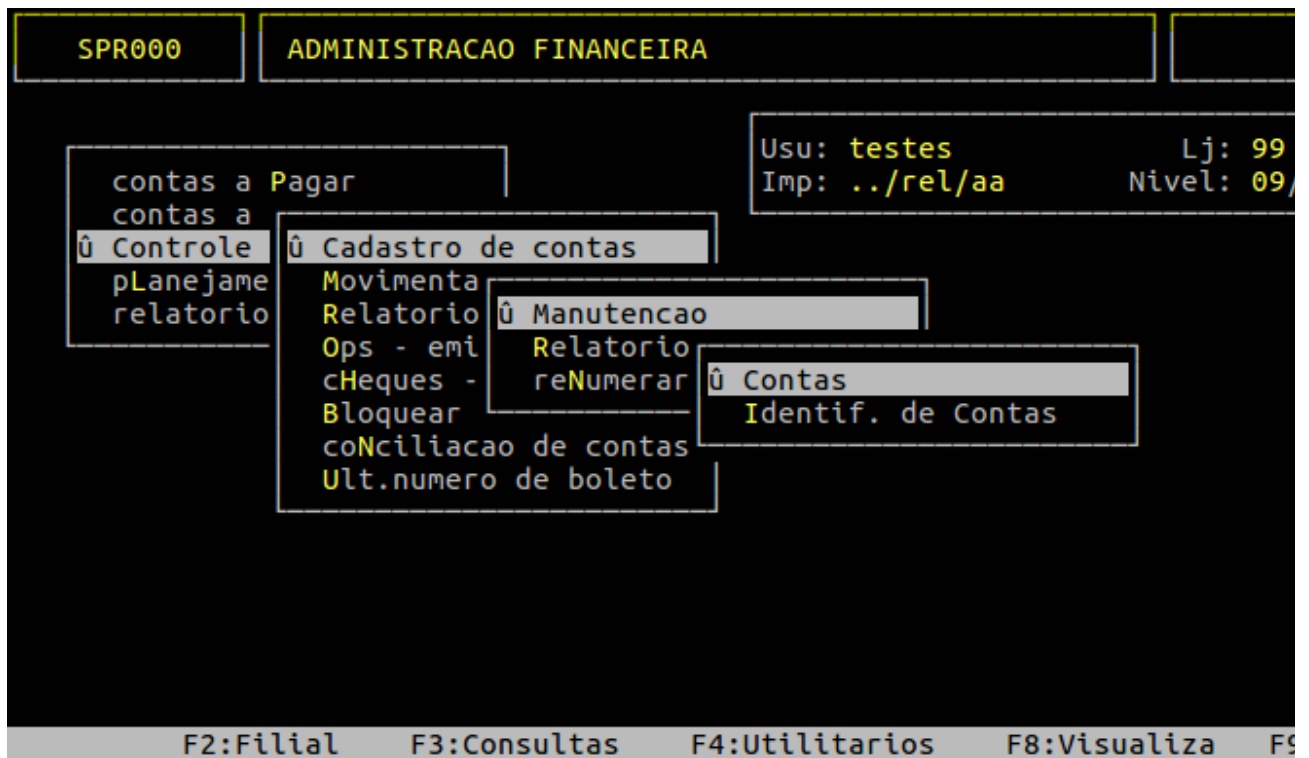 SPR000 ADMINISTRACAO FINANCEIRA
Usu: testes Lj: 99
Imp: ../rel/aa Nivel: 09/
contas a Pagar
contas a
û Controle
pLanejame
relatorio
û Cadastro de contas
Movimenta
Relatorio
Ops - emi
cHeques -
Bloquear
coNciliacao de contas
Ult.numero de boleto
û Manutencao
Relatorio
reNumerar
û Contas
Identif. de Contas
F2:Filial F3:Consultas F4:Utilitarios F8:Visualiza F9